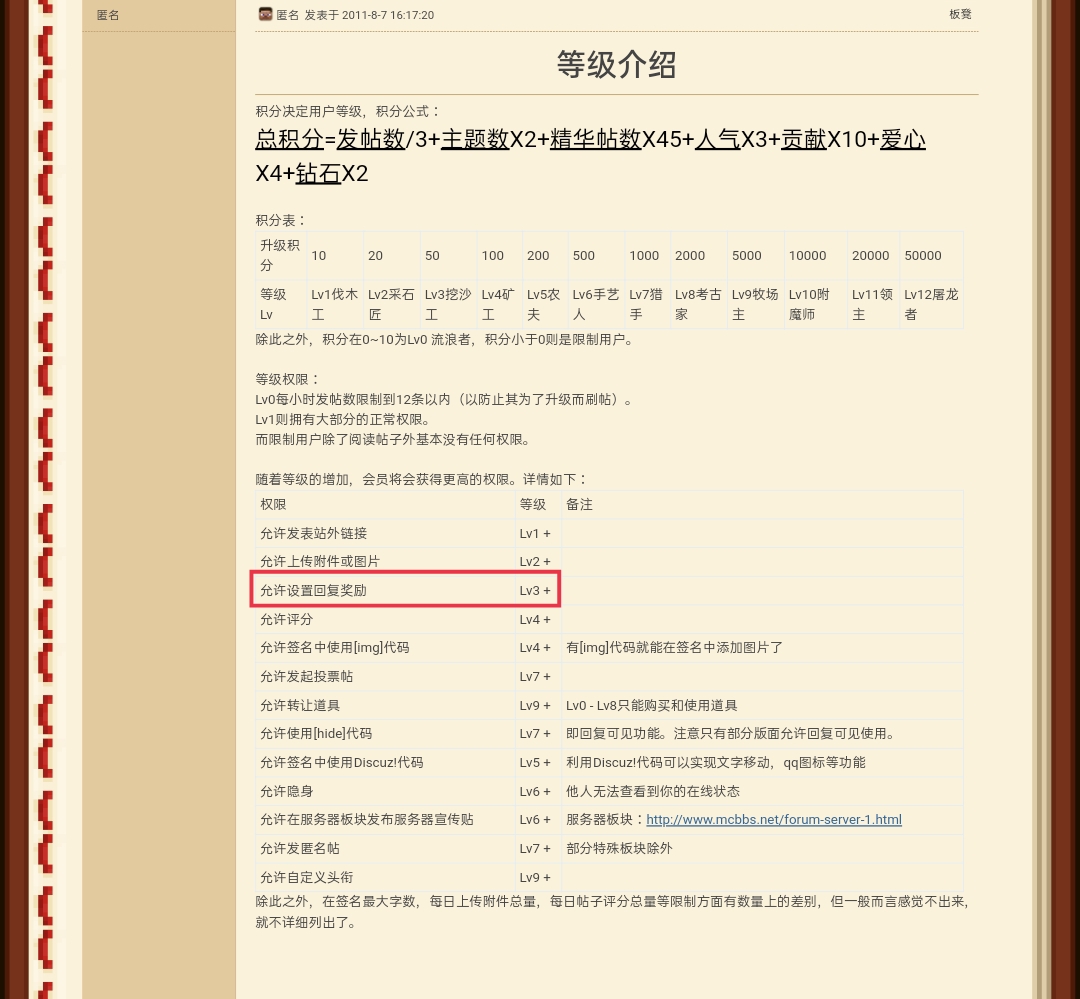 匿名
匿名 发表于 2011-8-7 16:17:20
板凳
等级介绍
积分决定用户等级，积分公式：
总积分=发帖数/3+主题数X2+精华帖数X45+人气X3+贡献X10+爱心
X4+钻石X2
积分表：
升级积分 10 20 50 100 200 500 1000 2000 5000 10000 20000 50000
等级Lv Lv1伐木工 Lv2采石匠 Lv3挖沙工 Lv4矿工 Lv5农夫 Lv6手艺人 Lv7猎手 Lv8考古家 Lv9牧场主 Lv10附魔师 Lv11领主 Lv12屠龙者
除此之外，积分在0~10为Lv0 流浪者，积分小于0则是限制用户。
等级权限：
Lv0每小时发帖数限制到12条以内（以防止其为了升级而刷帖）。
Lv1则拥有大部分的正常权限。
而限制用户除了阅读帖子外基本没有任何权限。
随着等级的增加，会员将会获得更高的权限。详情如下：
权限 等级 备注
允许发表站外链接 Lv1 +
允许上传附件或图片 Lv2 +
允许设置回复奖励 Lv3 +
允许评分 Lv4 +
允许签名中使用[img]代码 Lv4 + 有[img]代码就能在签名中添加图片了
允许发起投票帖 Lv7 +
允许转让道具 Lv9 + Lv0 - Lv8只能购买和使用道具
允许使用[hide]代码 Lv7 + 即回复可见功能。注意只有部分版面允许回复可见使用。
允许签名中使用Discuz!代码 Lv5 + 利用Discuz!代码可以实现文字移动，qq图标等功能
允许隐身 Lv6 + 他人无法查看到你的在线状态
允许在服务器板块发布服务器宣传贴 Lv6 + 服务器板块：http://www.mcbbs.net/forum-server-1.html
允许发匿名帖 Lv7 + 部分特殊板块除外
允许自定义头衔 Lv9 +
除此之外，在签名最大字数，每日上传附件总量，每日帖子评分总量等限制方面有数量上的差别，但一般而言感觉不出来，
就不详细列出了。